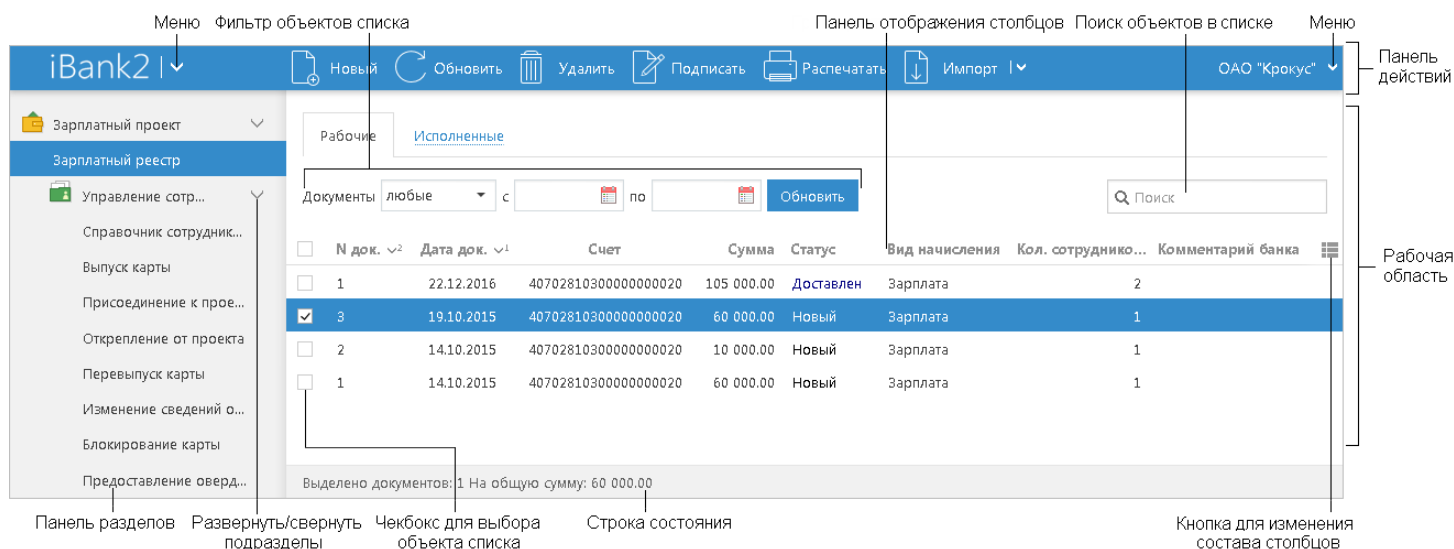 Меню Фильтр объектов списка Панель отображения столбцов Поиск объектов в списке Меню
iBank2 Новый Обновить Удалить Подписать Распечатать Импорт ОАО "Крокус"
Панель
действий
Зарплатный проект
Рабочие Исполненные
Зарплатный реестр
Управление сотр...
Документы любые с по Обновить Поиск
Справочник сотрудник...
N док. 2 Дата док. 1 Счет Сумма Статус Вид начисления Кол. сотруднико... Комментарий банка
Рабочая
область
Выпуск карты
1 22.12.2016 40702810300000000020 105 000.00 Доставлен Зарплата 2
Присоединение к прое...
3 19.10.2015 40702810300000000020 60 000.00 Новый Зарплата 1
Открепление от проекта
2 14.10.2015 40702810300000000020 10 000.00 Новый Зарплата 1
Перевыпуск карты
1 14.10.2015 40702810300000000020 60 000.00 Новый Зарплата 1
Изменение сведений о...
Блокирование карты
Предоставление оверд...
Выделено документов: 1 На общую сумму: 60 000.00
Панель разделов
Развернуть/свернуть
подразделы
Чекбокс для выбора
объекта списка
Строка состояния
Кнопка для изменения
состава столбцов